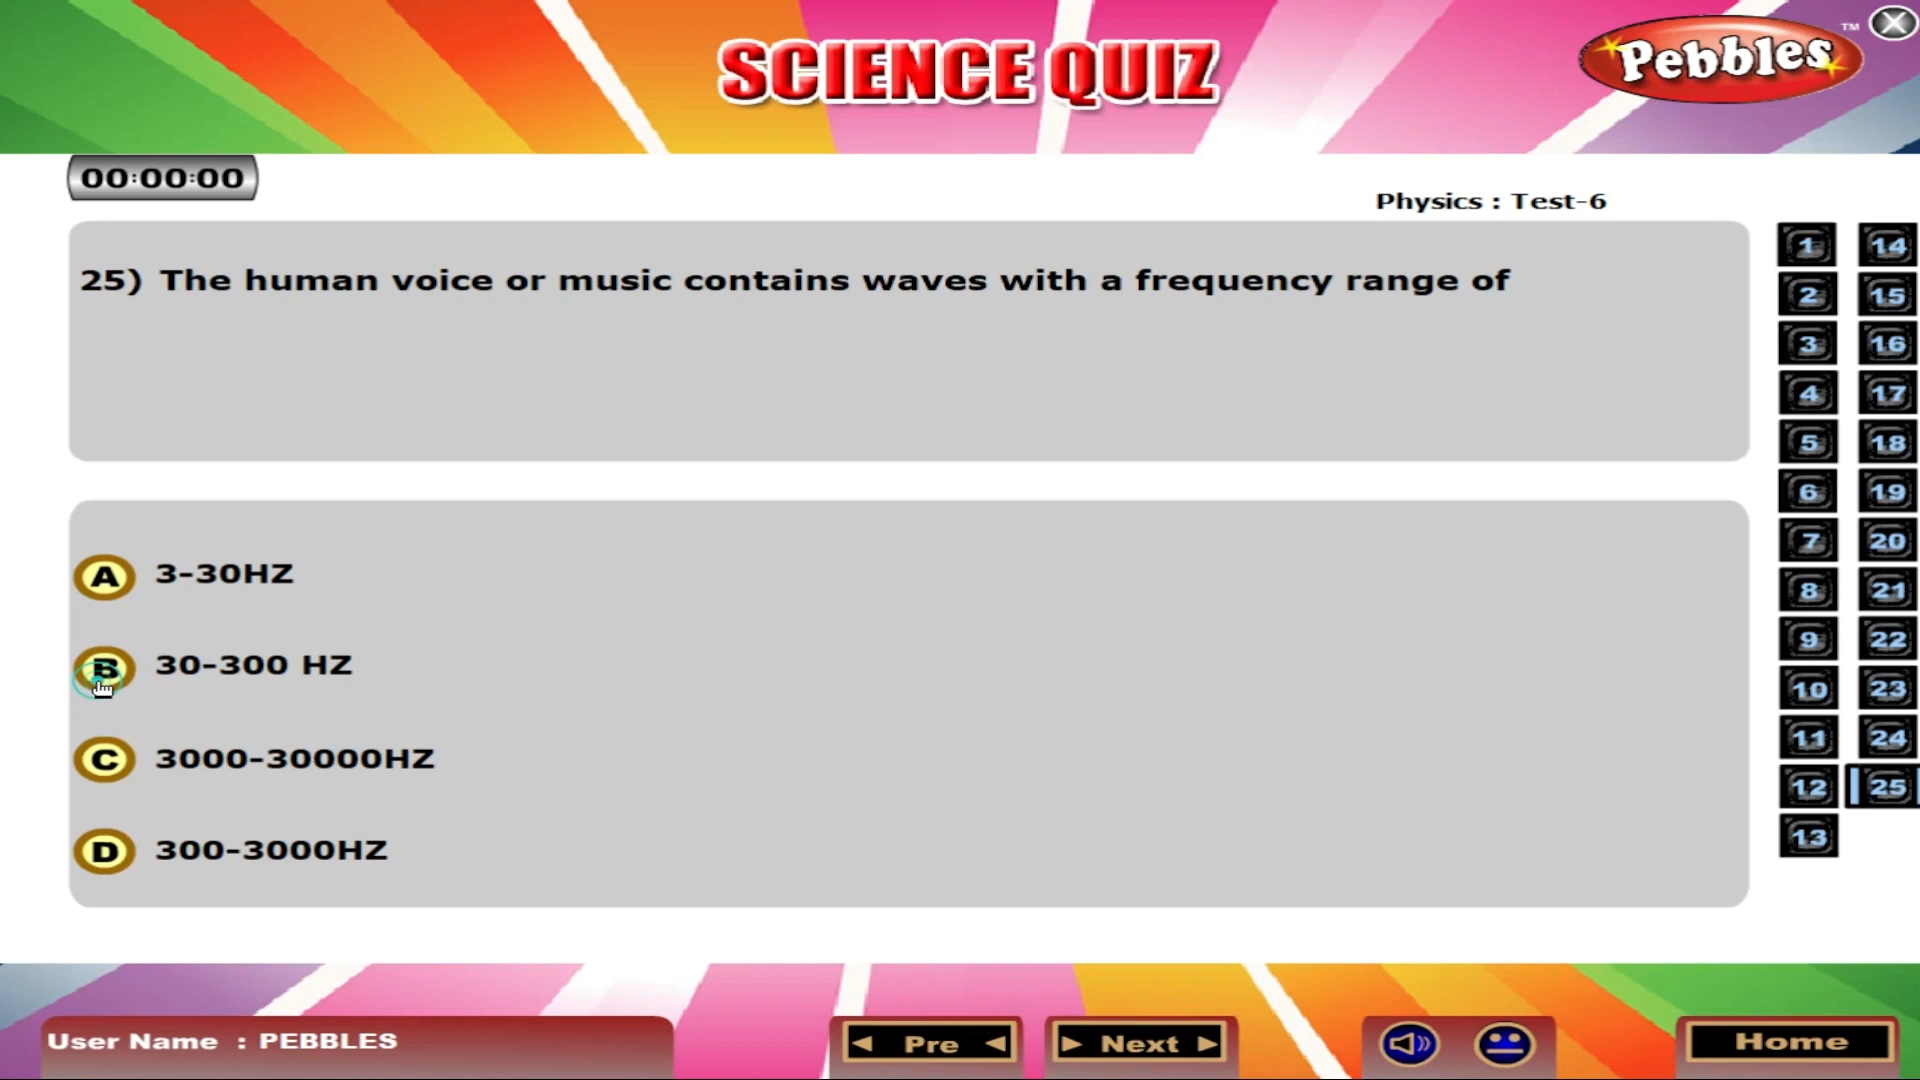 SCIENCE QUIZ
Pebbles TM
00:00:00
Physics : Test-6
25) The human voice or music contains waves with a frequency range of
A 3-30HZ
B 30-300 HZ
C 3000-30000HZ
D 300-3000HZ
1 14
2 15
3 16
4 17
5 18
6 19
7 20
8 21
9 22
10 23
11 24
12 25
13
User Name : PEBBLES
Pre
Next
Home